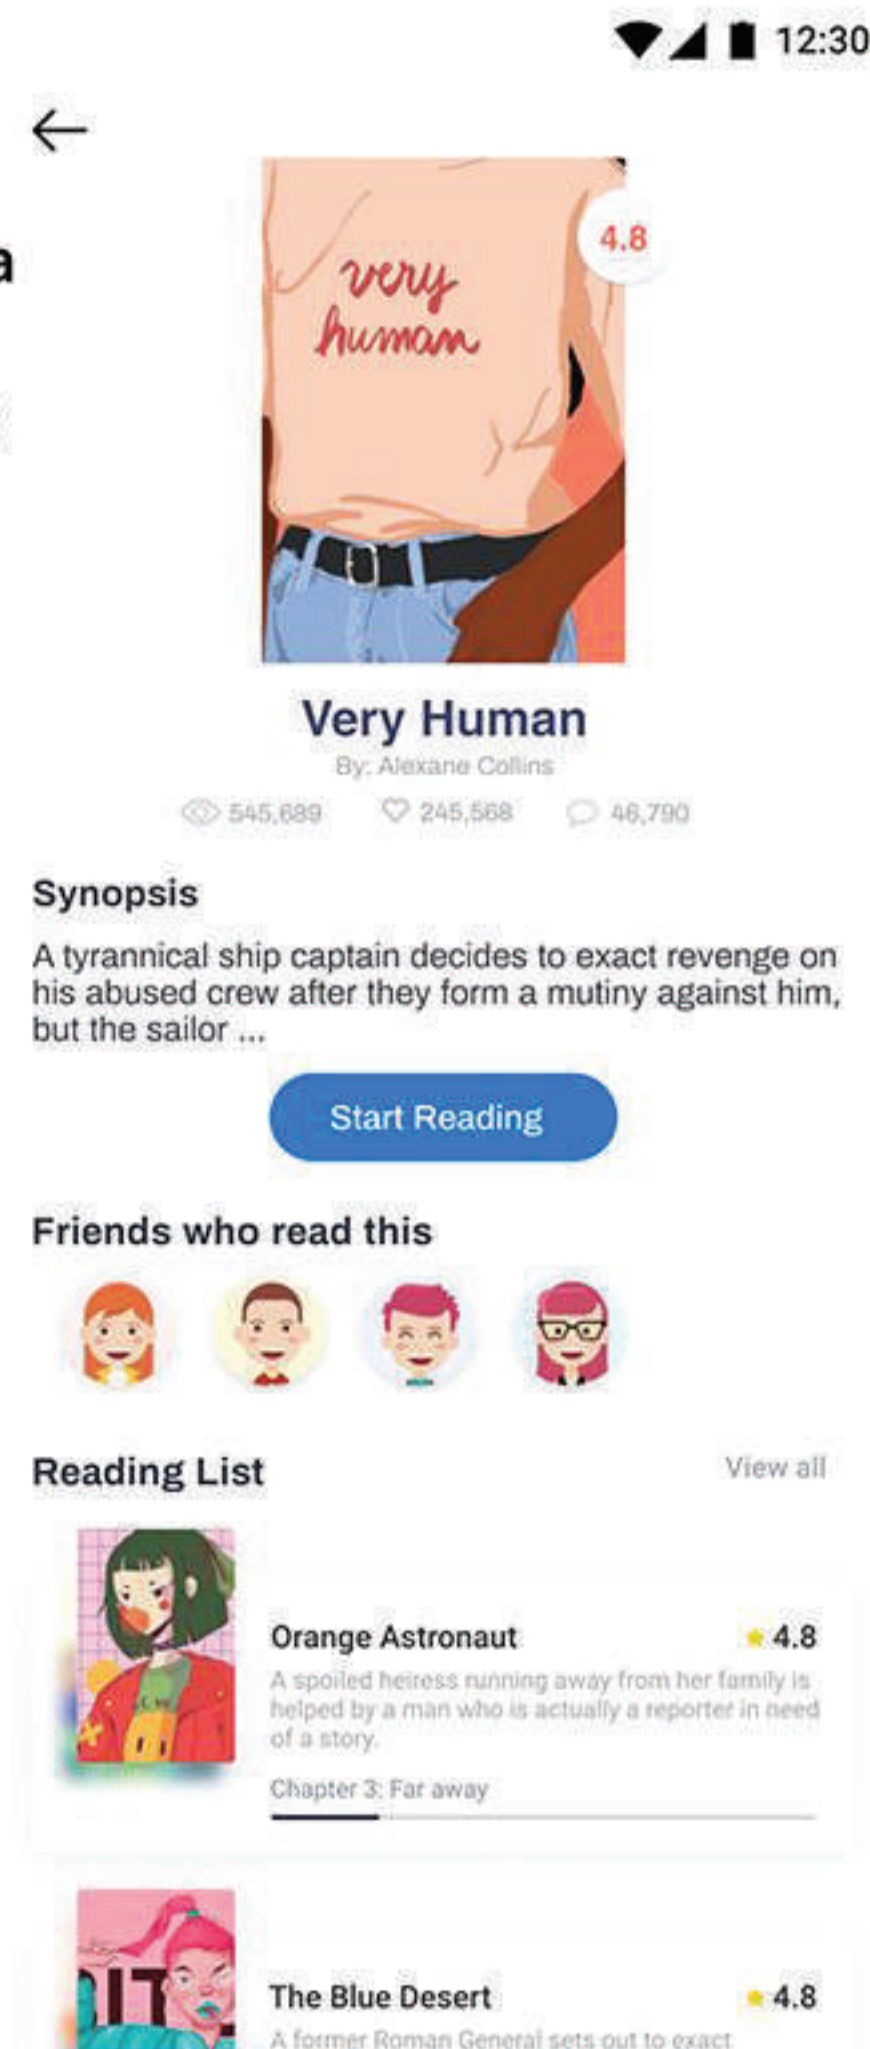 12:30
a
4.8
very
human
Very Human
By: Alexane Collins
545,689 245,568 46,790
Synopsis
A tyrannical ship captain decides to exact revenge on
his abused crew after they form a mutiny against him,
but the sailor ...
Start Reading
Friends who read this
Reading List View all
Orange Astronaut 4.8
A spoiled heiress running away from her family is
helped by a man who is actually a reporter in need
of a story.
Chapter 3: Far away
The Blue Desert 4.8
A former Roman General sets out to exact